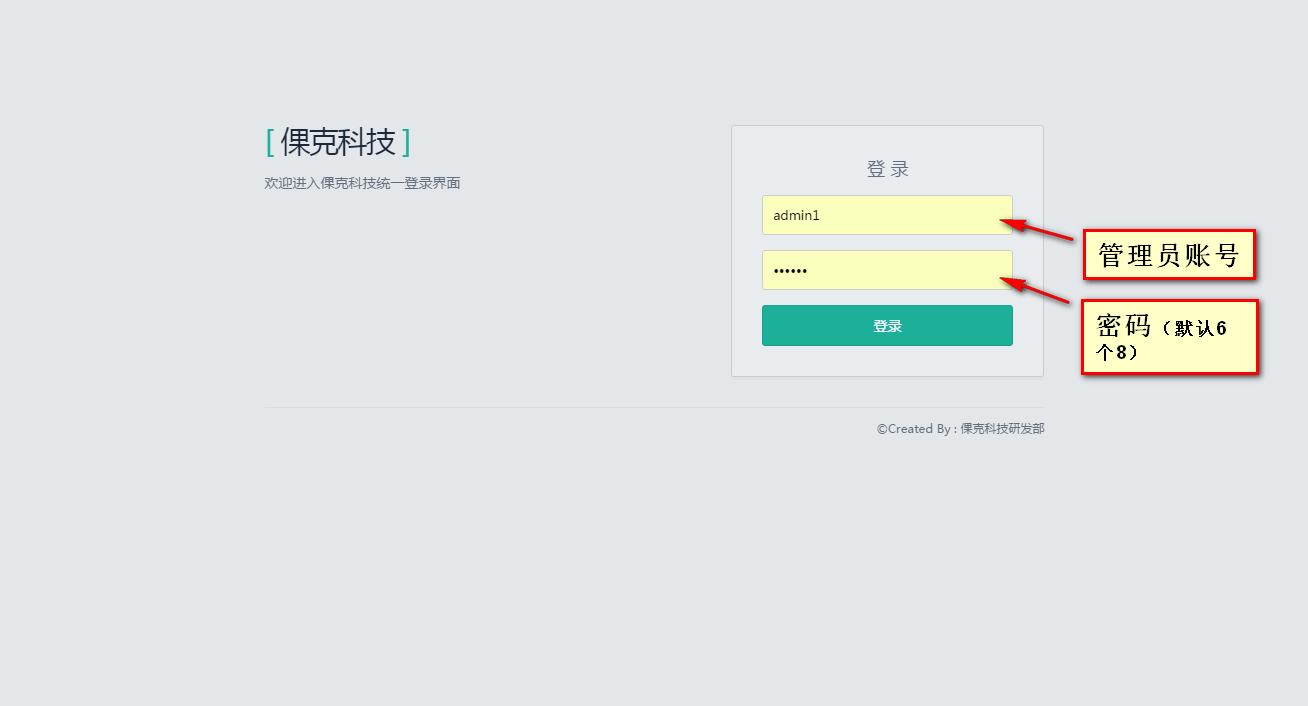 [ 倮克科技 ]
欢迎进入倮克科技统一登录界面
登 录
admin1
••••••
登录
管理员账号
密码（默认6
个8）
©Created By : 倮克科技研发部